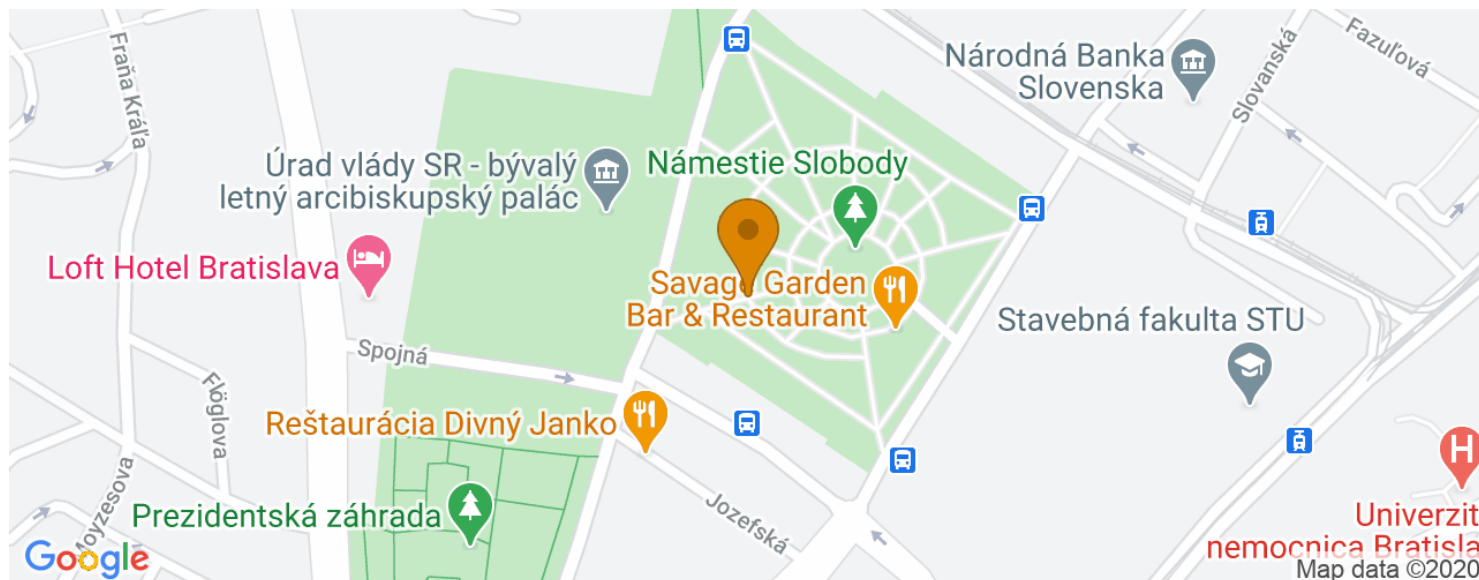 Fraňa Kráľa
Národná Banka
Slovenska
Slovanská
Fazuľová
Úrad vlády SR - bývalý
letný arcibiskupský palác
Námestie Slobody
Loft Hotel Bratislava
Savage Garden
Bar & Restaurant
Stavebná fakulta STU
Spojná
Flöglova
Reštaurácia Divný Janko
Moyzesova
Prezidentská záhrada
Jozefská
H
Univerzit
nemocnica Bratisla
Google
Map data ©2020